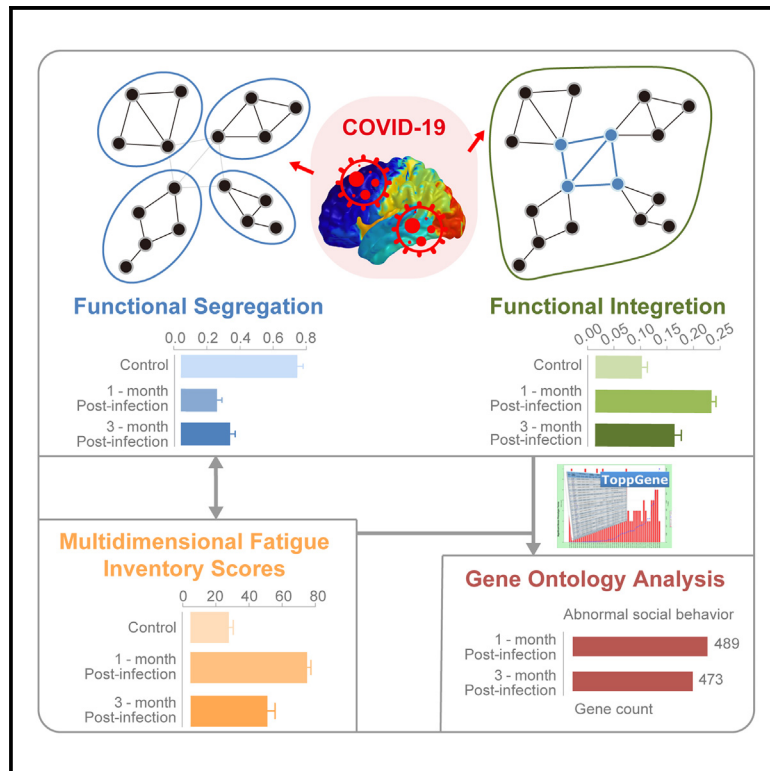 COVID-19
Functional Segregation
0.0 0.2 0.4 0.6 0.8
Control
1 - month
Post-infection
3 - month
Post-infection
Functional Integretion
0.00 0.05 0.10 0.15 0.20 0.25
Control
1 - month
Post-infection
3 - month
Post-infection
ToppGene
Multidimensional Fatigue
Inventory Scores
0 20 40 60 80
Control
1 - month
Post-infection
3 - month
Post-infection
Gene Ontology Analysis
Abnormal social behavior
1 - month
Post-infection
489
3 - month
Post-infection
473
Gene count